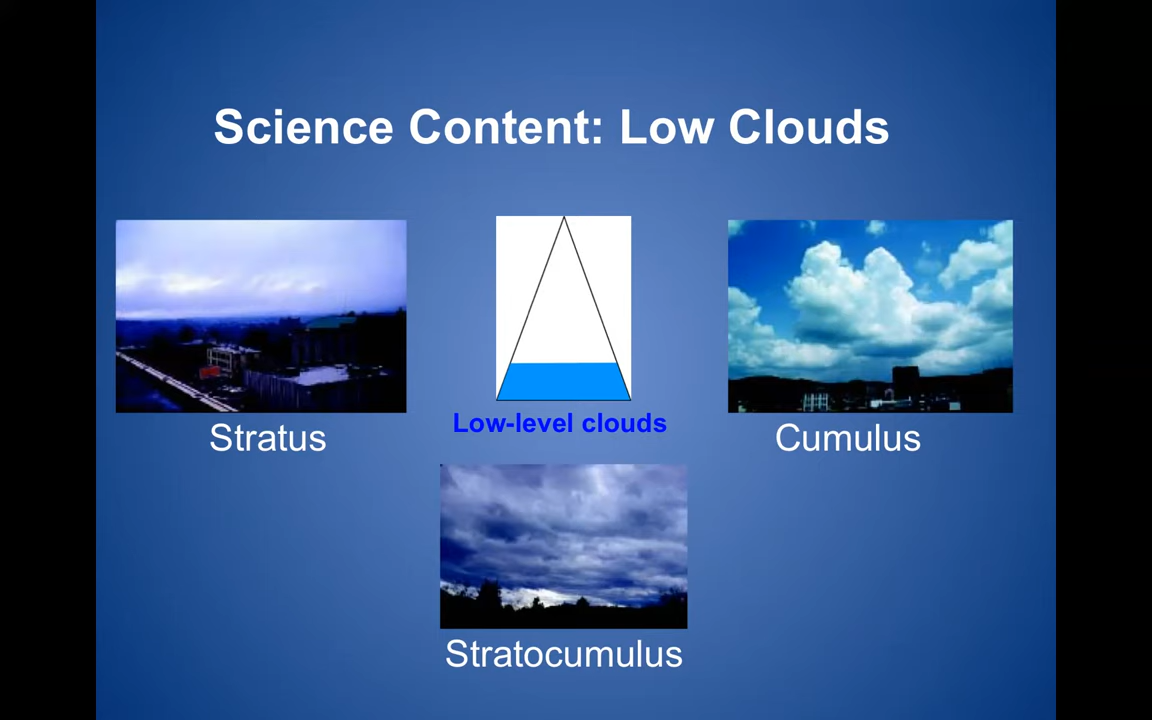 Science Content: Low Clouds
Stratus
Low-level clouds
Cumulus
Stratocumulus